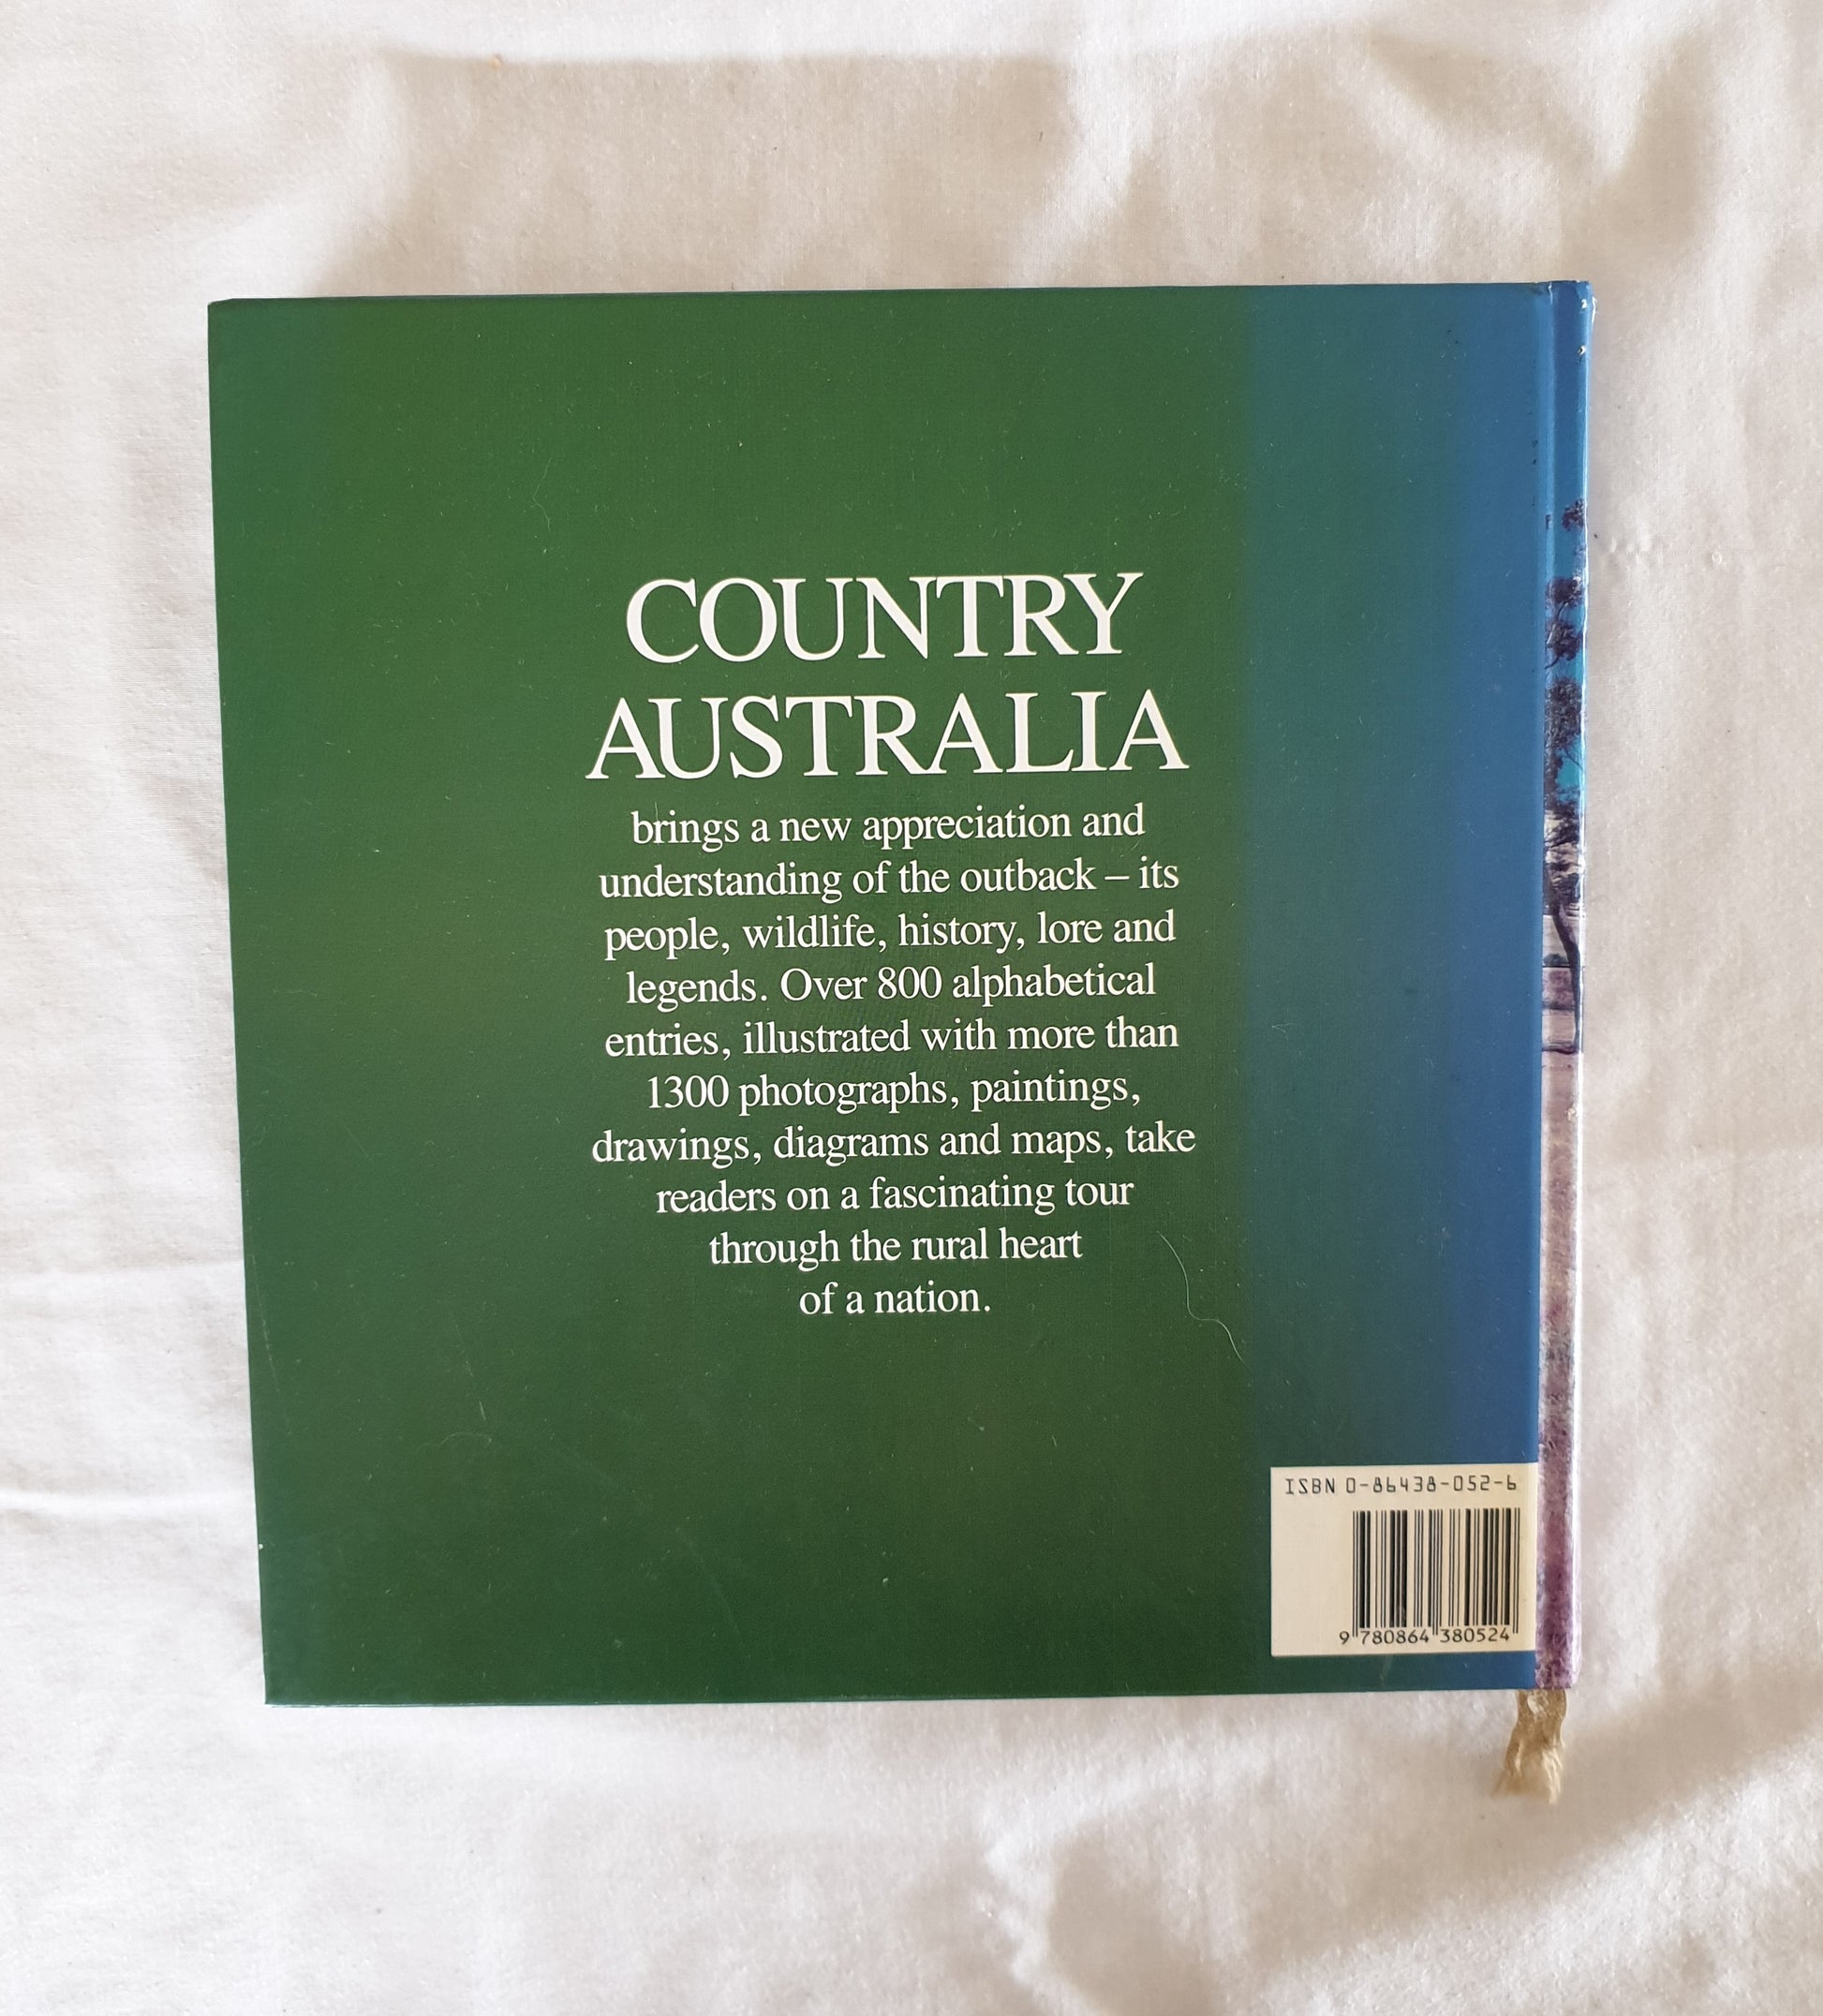 COUNTRY
AUSTRALIA
brings a new appreciation and
understanding of the outback – its
people, wildlife, history, lore and
legends. Over 800 alphabetical
entries, illustrated with more than
1300 photographs, paintings,
drawings, diagrams and maps, take
readers on a fascinating tour
through the rural heart
of a nation.
ISBN 0-86438-052-6
9 780864 380524